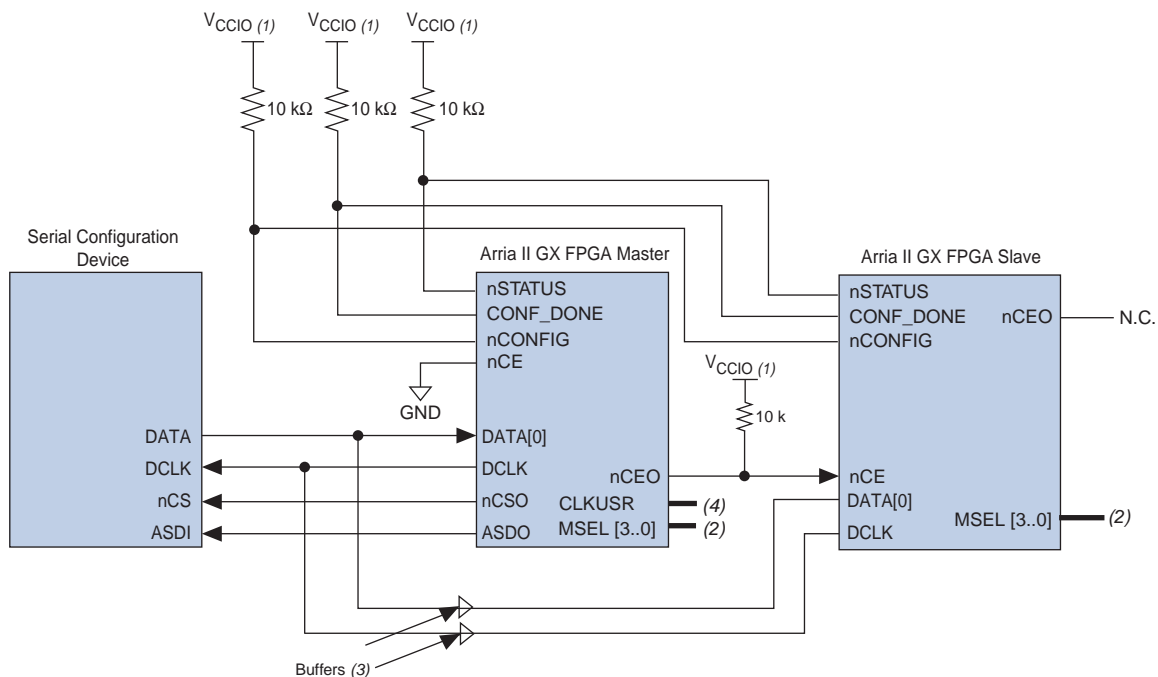 VCCIO (1)
VCCIO (1)
VCCIO (1)
10 kΩ
10 kΩ
10 kΩ
Serial Configuration
Device
DATA
DCLK
nCS
ASDI
Arria II GX FPGA Master
nSTATUS
CONF_DONE
nCONFIG
nCE
GND
DATA[0]
DCLK
nCSO
ASDO
nCEO
CLKUSR
MSEL [3..0]
(4)
(2)
VCCIO (1)
10 k
Arria II GX FPGA Slave
nSTATUS
CONF_DONE
nCONFIG
nCEO
N.C.
nCE
DATA[0]
DCLK
MSEL [3..0]
(2)
Buffers (3)